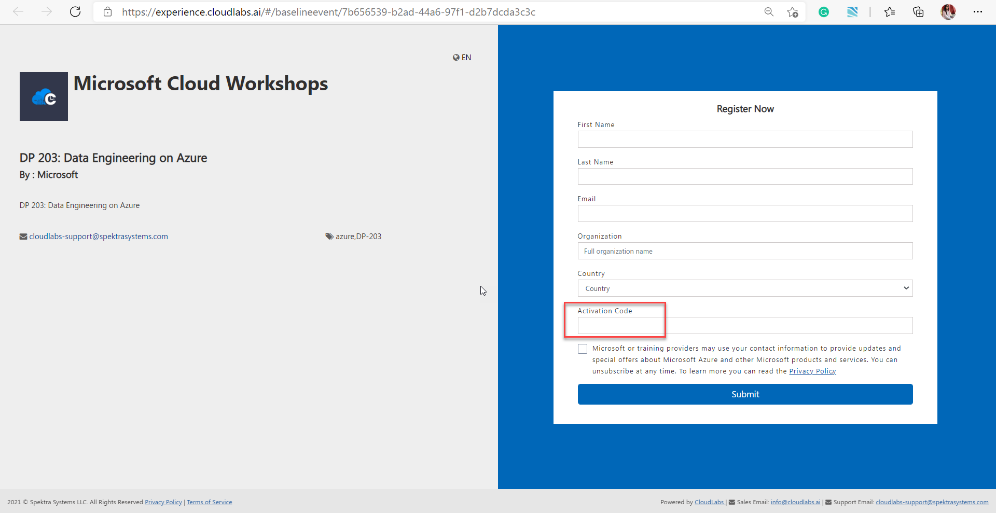 https://experience.cloudlabs.ai/#/baselineevent/7b656539-b2ad-44a6-97f1-d2b7dcda3c3c
EN
Microsoft Cloud Workshops
DP 203: Data Engineering on Azure
By : Microsoft
DP 203: Data Engineering on Azure
cloudlabs-support@spektrasystems.com
azure,DP-203
Register Now
First Name
Last Name
Email
Organization
Full organization name
Country
Country
Activation Code
Microsoft or training providers may use your contact information to provide updates and
special offers about Microsoft Azure and other Microsoft products and services. You can
unsubscribe at any time. To learn more you can read the Privacy Policy
Submit
2021 © Spektra Systems LLC. All Rights Reserved Privacy Policy | Terms of Service
Powered by CloudLabs | Sales Email: info@cloudlabs.ai | Support Email: cloudlabs-support@spektrasystems.com